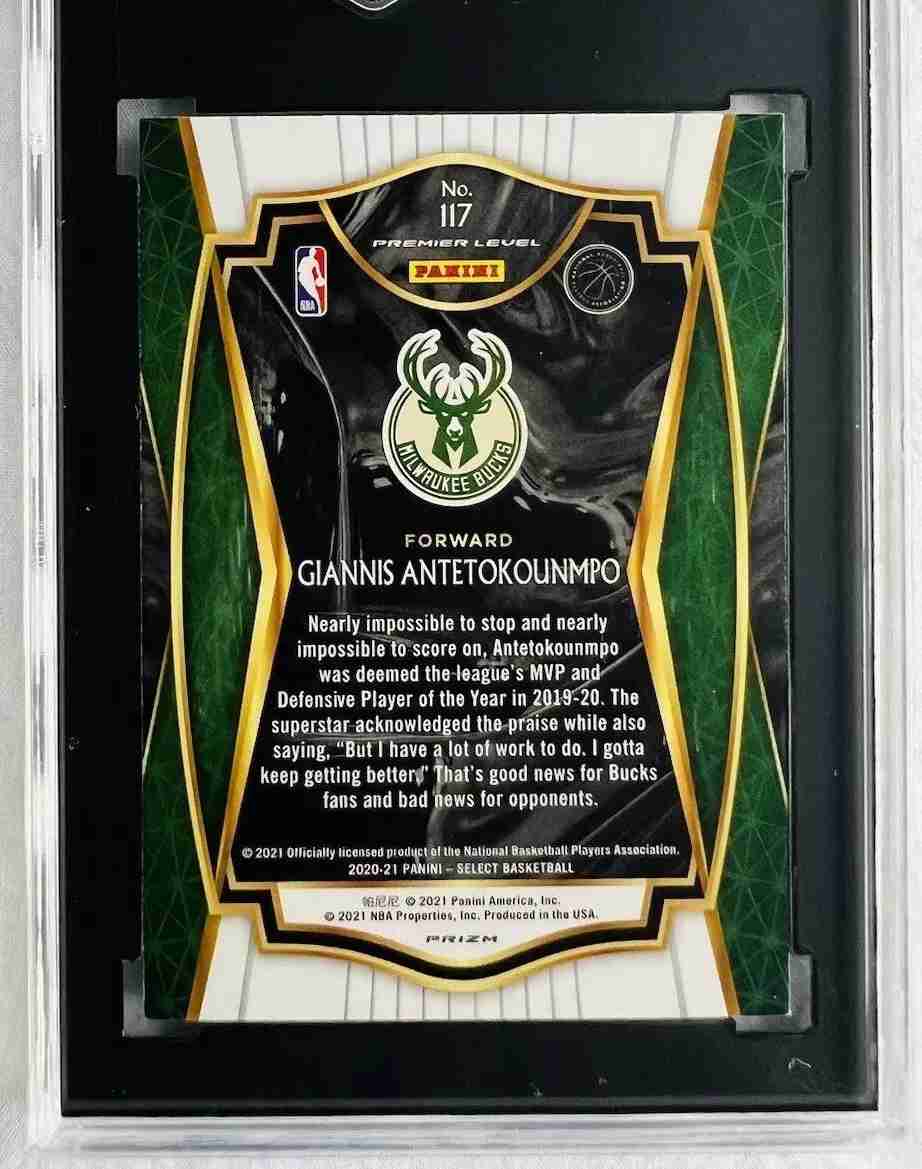 No.
117
PREMIER LEVEL
PANINI
NBA
MILWAUKEE BUCKS
FORWARD
GIANNIS ANTETOKOUNMPO
Nearly impossible to stop and nearly
impossible to score on, Antetokounmpo
was deemed the league's MVP and
Defensive Player of the Year in 2019-20. The
superstar acknowledged the praise while also
saying, “But I have a lot of work to do. I gotta
keep getting better.” That's good news for Bucks
fans and bad news for opponents.
© 2021 Officially licensed product of the National Basketball Players Association.
2020-21 PANINI – SELECT BASKETBALL
帕尼尼 © 2021 Panini America, Inc.
© 2021 NBA Properties, Inc. Produced in the USA.
PRIZM